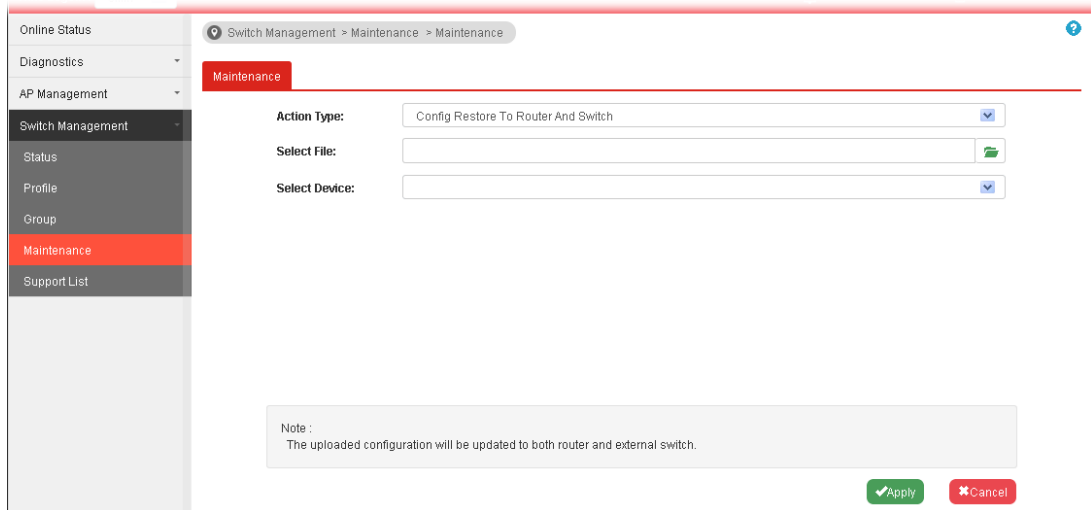 Online Status
Diagnostics
AP Management
Switch Management
Status
Profile
Group
Maintenance
Support List
Switch Management > Maintenance > Maintenance
?
Maintenance
Action Type: Config Restore To Router And Switch
Select File:
Select Device:
Note :
The uploaded configuration will be updated to both router and external switch.
Apply Cancel